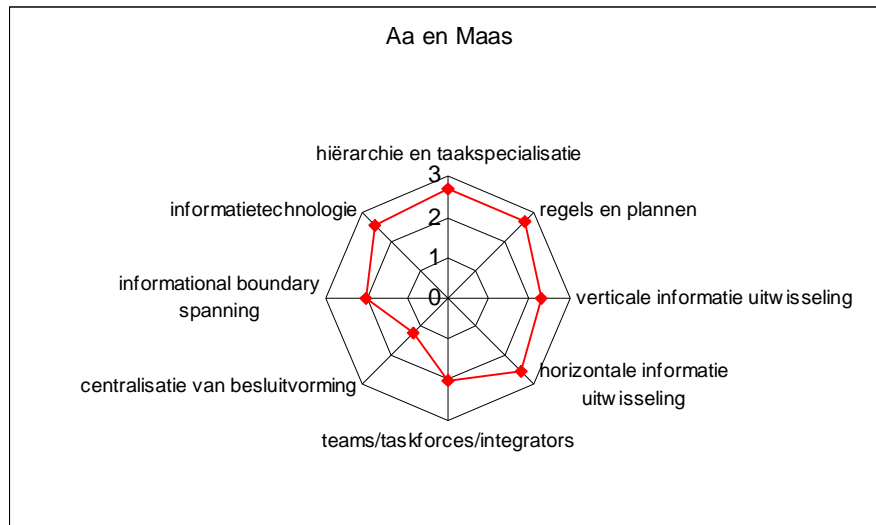 Aa en Maas
hiërarchie en taakspecialisatie
3
informatietechnologie
regels en plannen
2
1
informational boundary
spanning
0
verticale informatie uitwisseling
horizontale informatie
uitwisseling
centralisatie van besluitvorming
teams/taskforces/integrators